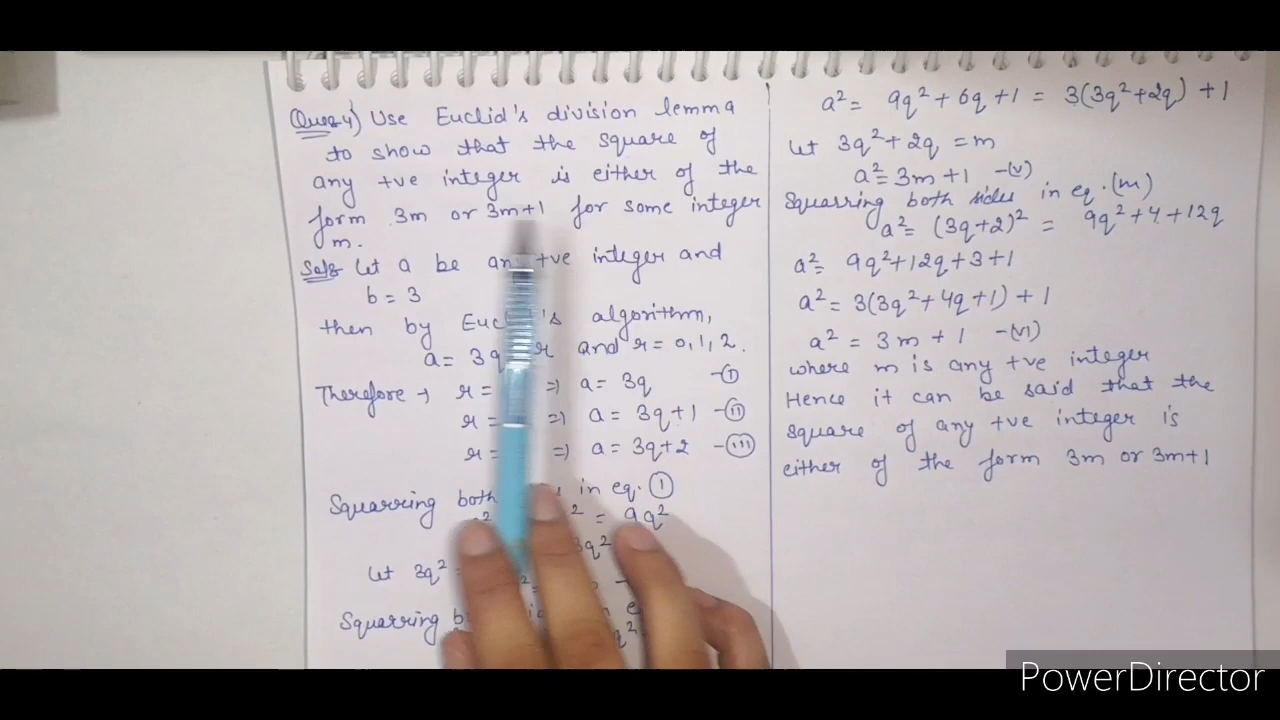 Ques 4) Use Euclid's division lemma
to show that the square of
any +ve integer is either of the
form 3m or 3m+1 for some integer
m.
Sol:- Let a be an +ve integer and
b = 3
then by algorithm,
a = 3q r and r = 0,1,2.
Therefore → r = ⇒ a = 3q -(I)
r = ⇒ a = 3q+1 -(II)
r = ⇒ a = 3q+2 -(III)
Squarring both in eq. (1)
= 9q²
3q²
Let 3q² =
Squarring
a² = 9q² + 6q + 1 = 3(3q²+2q) + 1
Let 3q² + 2q = m
a² = 3m + 1 -(V)
Squarring both sides in eq. (m)
a² = (3q+2)² = 9q² + 4 + 12q
a² = 9q² + 12q + 3 + 1
a² = 3(3q² + 4q + 1) + 1
a² = 3m + 1 -(VI)
where m is any +ve integer
Hence it can be said that the
square of any +ve integer is
either of the form 3m or 3m+1
PowerDirector